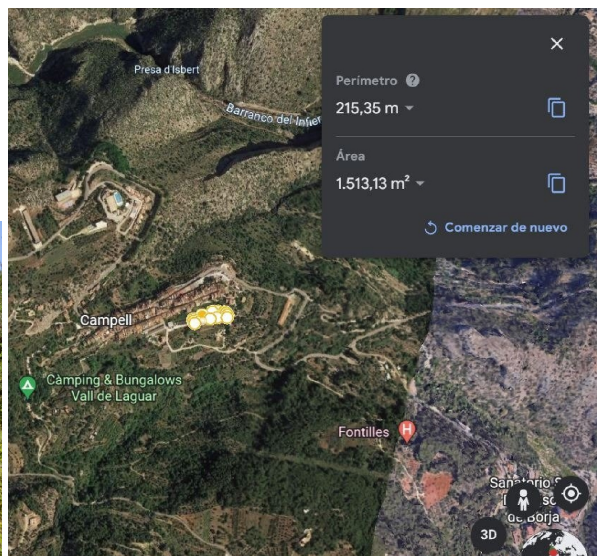 Presa d'Isbert
Barranco del Infier
Perímetro ?
215,35 m
Área
1.513,13 m²
Comenzar de nuevo
Campell
Càmping & Bungalows
Vall de Laguar
Fontilles
H
Sanatorio S
de Borja
3D